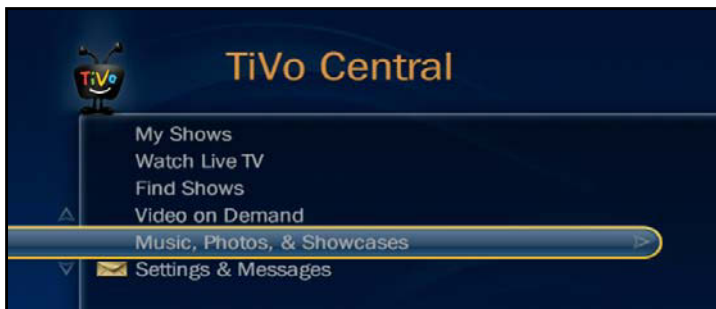 TiVo
TiVo Central
My Shows
Watch Live TV
Find Shows
Video on Demand
Music, Photos, & Showcases
Settings & Messages